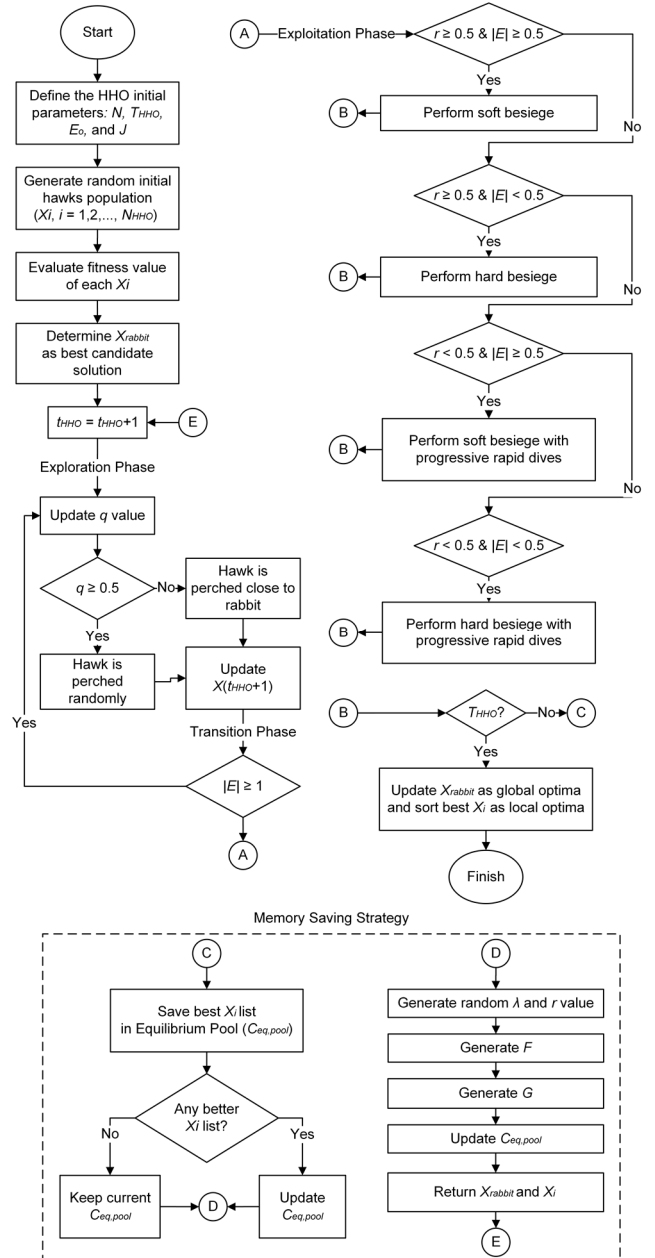 Start
Define the HHO initial
parameters: N, THHO,
Eo, and J
Generate random initial
hawks population
(Xi, i = 1,2,..., NHHO)
Evaluate fitness value
of each Xi
Determine Xrabbit
as best candidate
solution
tHHO = tHHO+1
E
Exploration Phase
Update q value
q ≥ 0.5
No
Hawk is
perched close to
rabbit
Yes
Hawk is
perched
randomly
Update
X(tHHO+1)
Yes
Transition Phase
|E| ≥ 1
A
A
Exploitation Phase
r ≥ 0.5 & |E| ≥ 0.5
Yes
B
Perform soft besiege
No
r ≥ 0.5 & |E| < 0.5
Yes
B
Perform hard besiege
No
r < 0.5 & |E| ≥ 0.5
Yes
B
Perform soft besiege with
progressive rapid dives
No
r < 0.5 & |E| < 0.5
Yes
B
Perform hard besiege with
progressive rapid dives
B
THHO?
No
C
Yes
Update Xrabbit as global optima
and sort best Xi as local optima
Finish
Memory Saving Strategy
C
Save best Xi list
in Equilibrium Pool (Ceq,pool)
Any better
Xi list?
No
Yes
Keep current
Ceq,pool
D
Update
Ceq,pool
D
Generate random λ and r value
Generate F
Generate G
Update Ceq,pool
Return Xrabbit and Xi
E